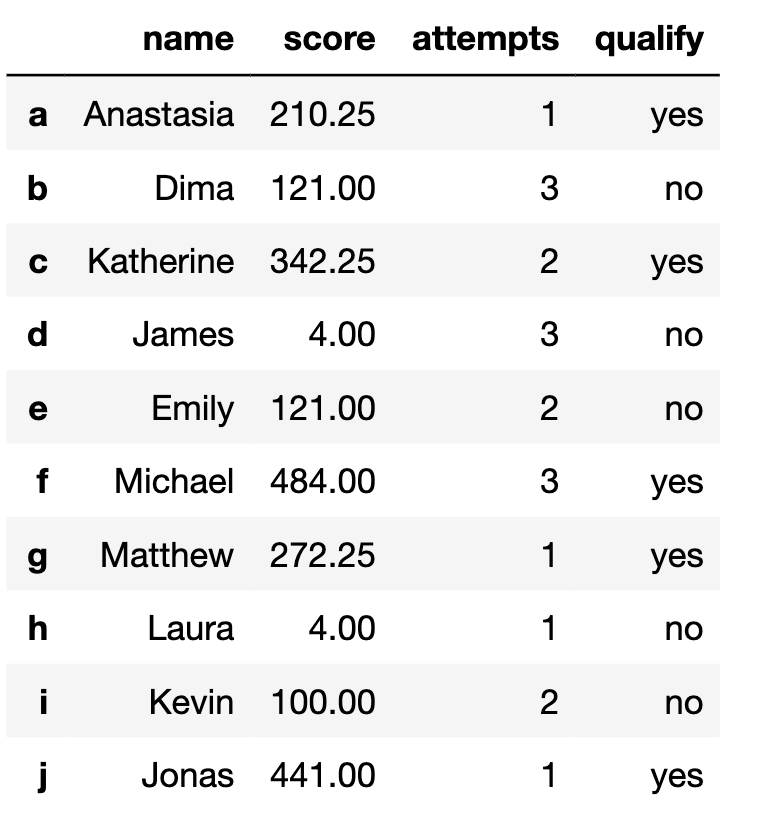 name score attempts qualify
a Anastasia 210.25 1 yes
b Dima 121.00 3 no
c Katherine 342.25 2 yes
d James 4.00 3 no
e Emily 121.00 2 no
f Michael 484.00 3 yes
g Matthew 272.25 1 yes
h Laura 4.00 1 no
i Kevin 100.00 2 no
j Jonas 441.00 1 yes